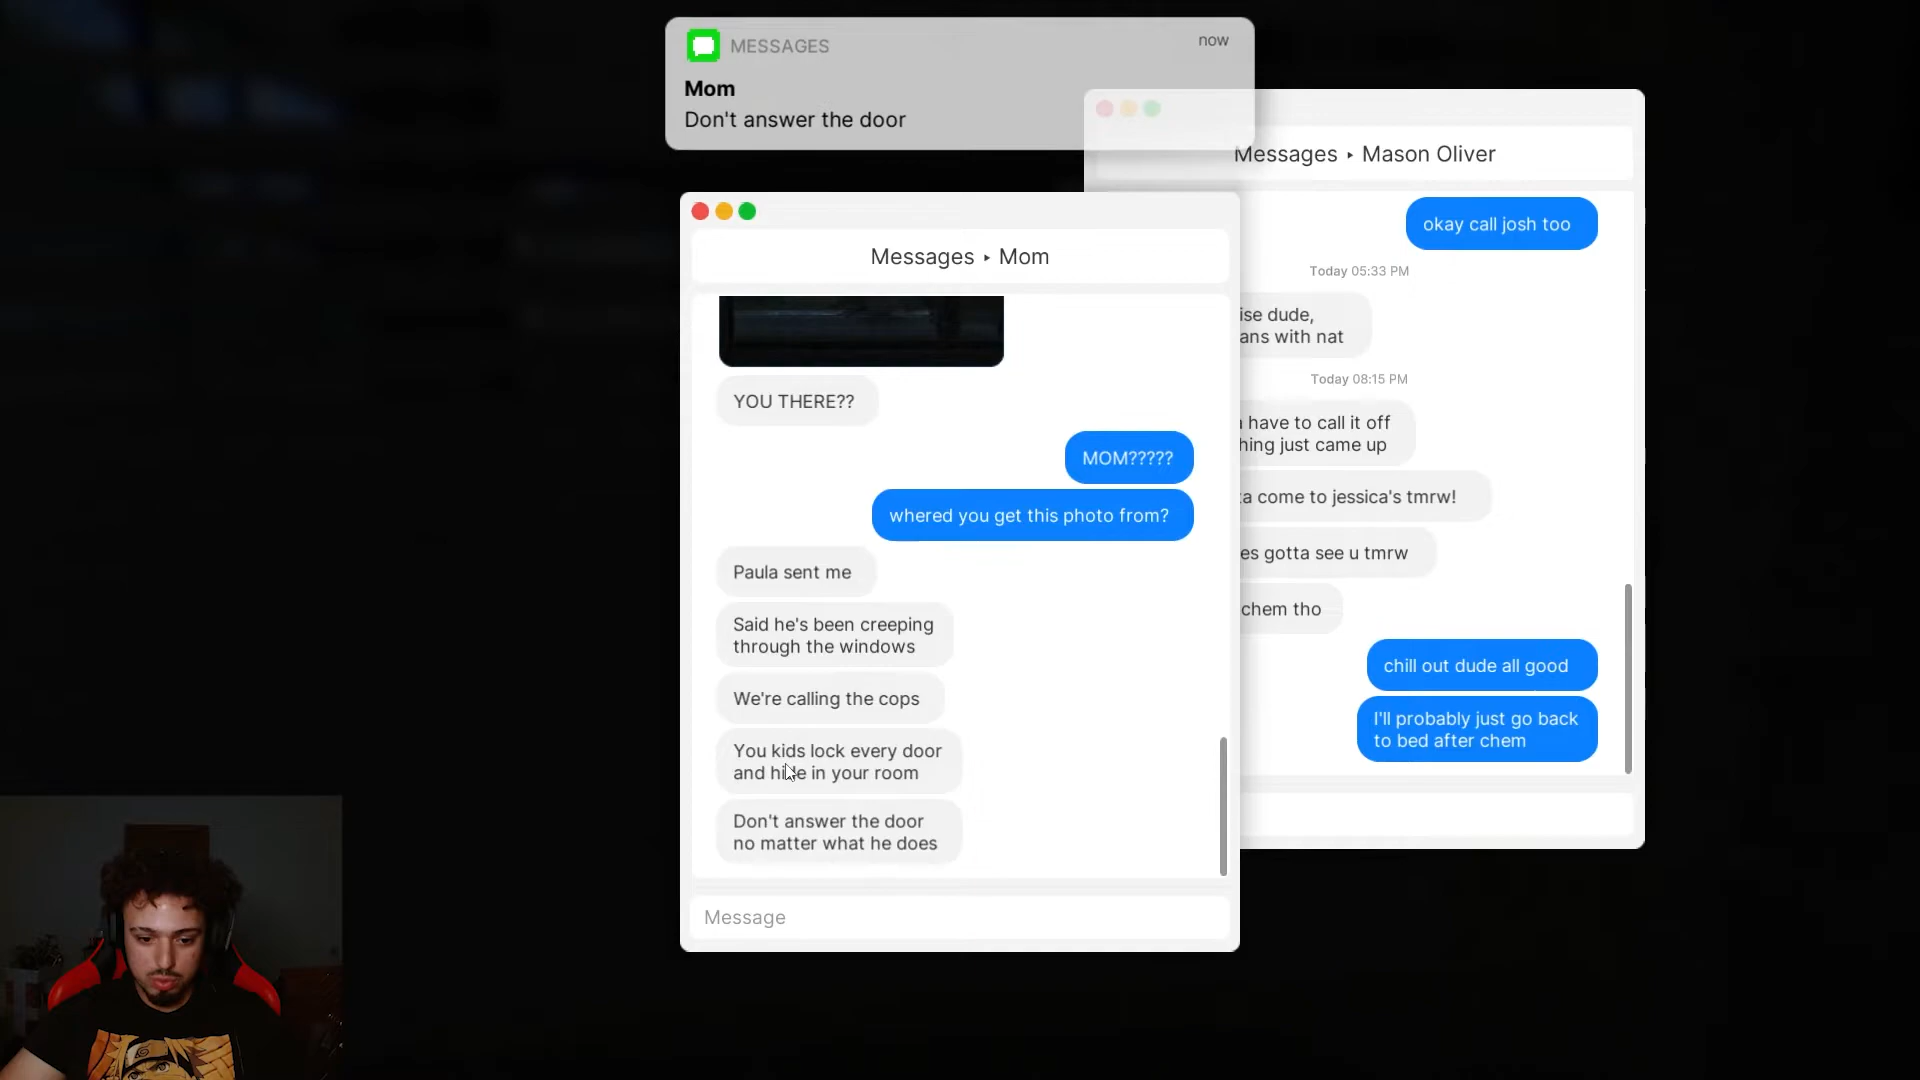 MESSAGES
now
Mom
Don't answer the door
Messages ‣ Mom
YOU THERE??
MOM?????
whered you get this photo from?
Paula sent me
Said he's been creeping
through the windows
We're calling the cops
You kids lock every door
and hide in your room
Don't answer the door
no matter what he does
Message
Messages ‣ Mason Oliver
okay call josh too
Today 05:33 PM
dude,
with nat
Today 08:15 PM
have to call it off
just came up
come to jessica's tmrw!
gotta see u tmrw
chem tho
chill out dude all good
I'll probably just go back
to bed after chem